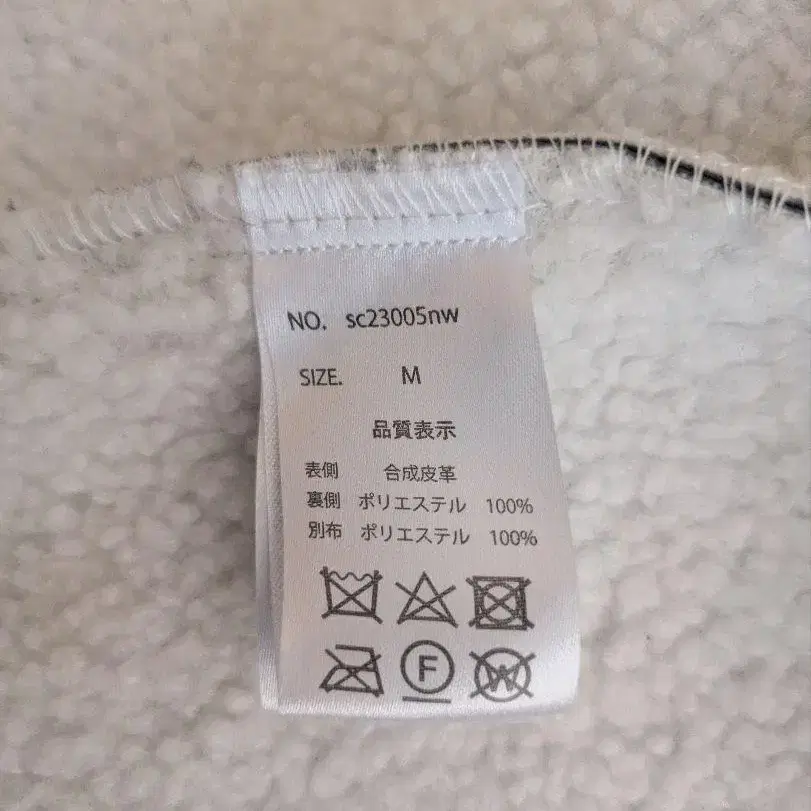 NO. sc23005nw
SIZE. M
品質表示
表側 合成皮革
裏側 ポリエステル 100%
別布 ポリエステル 100%
F W